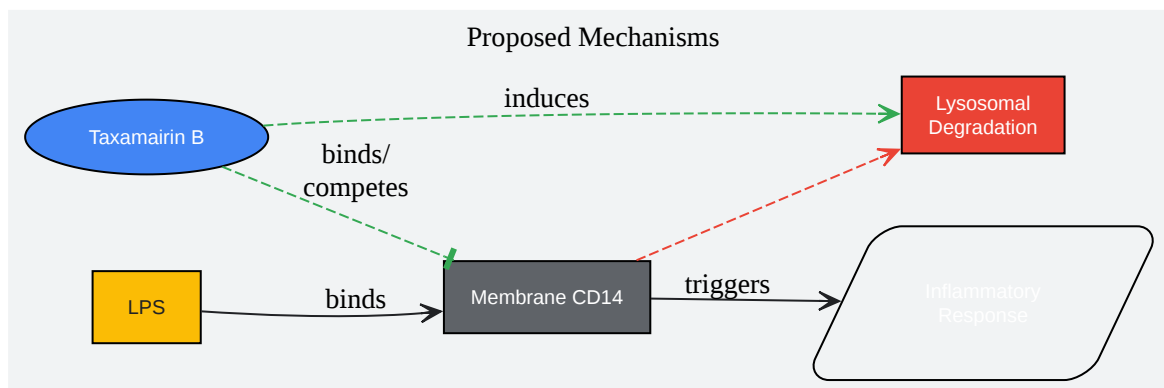 Proposed Mechanisms
induces
Lysosomal
Degradation
Taxamairin B
binds/
competes
LPS
binds
Membrane CD14
triggers
Inflammatory
Response